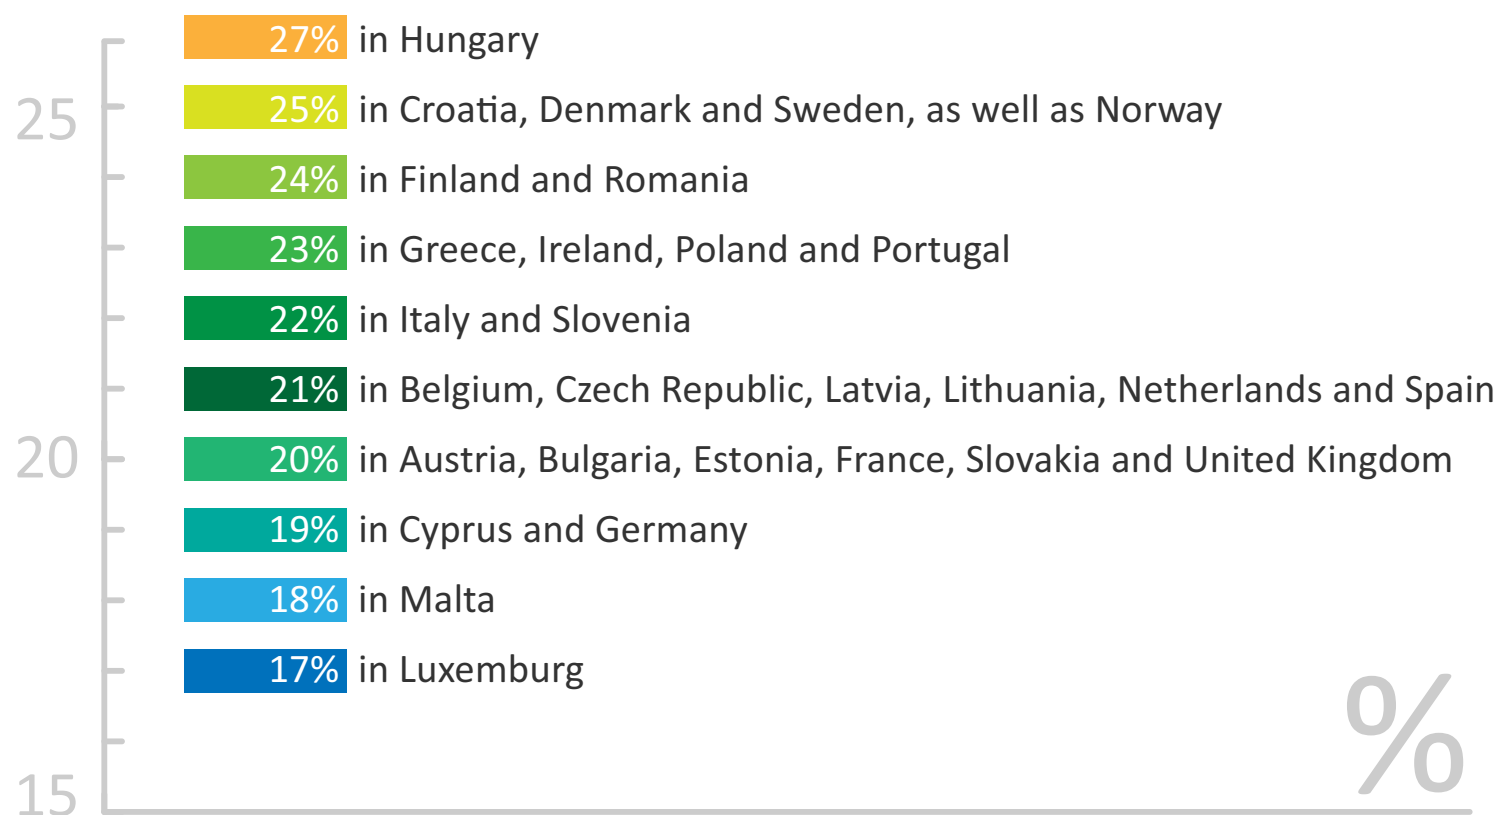 27% in Hungary
25
25% in Croatia, Denmark and Sweden, as well as Norway
24% in Finland and Romania
23% in Greece, Ireland, Poland and Portugal
22% in Italy and Slovenia
21% in Belgium, Czech Republic, Latvia, Lithuania, Netherlands and Spain
20
20% in Austria, Bulgaria, Estonia, France, Slovakia and United Kingdom
19% in Cyprus and Germany
18% in Malta
17% in Luxemburg
%
15